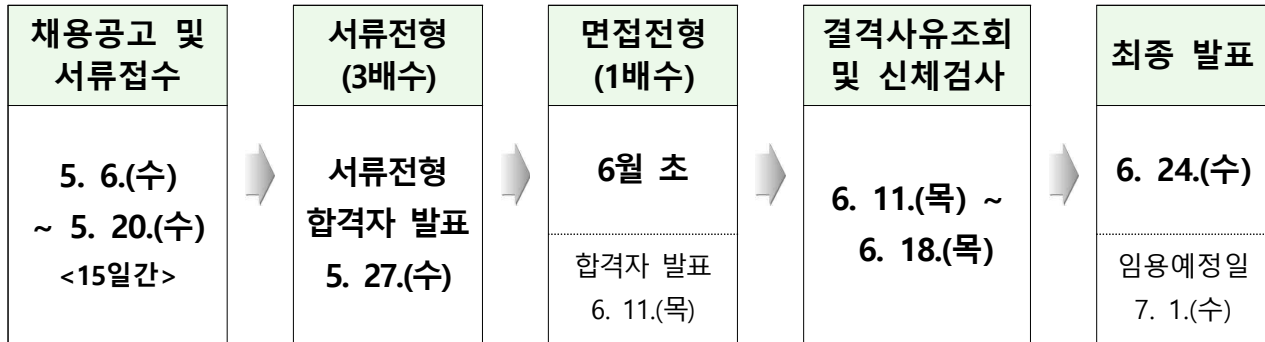 채용공고 및
서류접수
5. 6.(수)
~ 5. 20.(수)
<15일간>
서류전형
(3배수)
서류전형
합격자 발표
5. 27.(수)
면접전형
(1배수)
6월 초
합격자 발표
6. 11.(목)
결격사유조회
및 신체검사
6. 11.(목) ~
6. 18.(목)
최종 발표
6. 24.(수)
임용예정일
7. 1.(수)